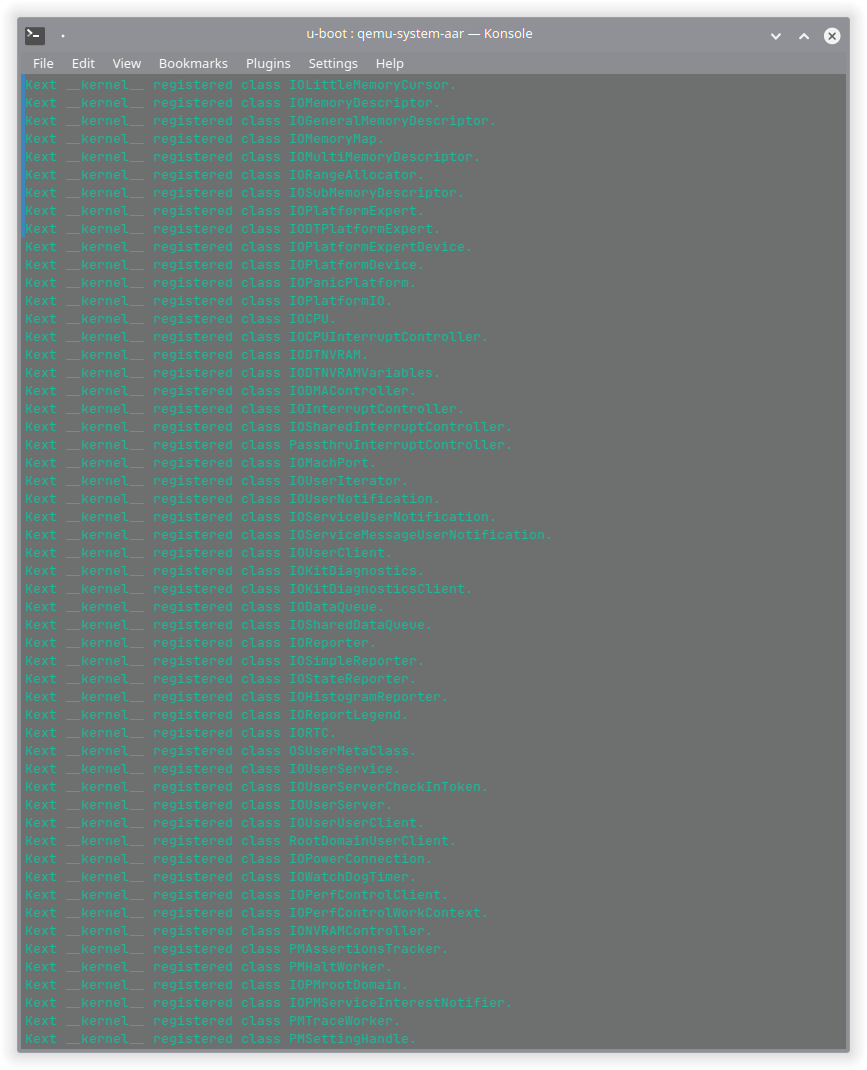 u-boot : qemu-system-aar — Konsole
File Edit View Bookmarks Plugins Settings Help
Kext __kernel__ registered class IOLittleMemoryCursor.
Kext __kernel__ registered class IOMemoryDescriptor.
Kext __kernel__ registered class IOGeneralMemoryDescriptor.
Kext __kernel__ registered class IOMemoryMap.
Kext __kernel__ registered class IOMultiMemoryDescriptor.
Kext __kernel__ registered class IORangeAllocator.
Kext __kernel__ registered class IOSubMemoryDescriptor.
Kext __kernel__ registered class IOPlatformExpert.
Kext __kernel__ registered class IODTPlatformExpert.
Kext __kernel__ registered class IOPlatformExpertDevice.
Kext __kernel__ registered class IOPlatformDevice.
Kext __kernel__ registered class IOPanicPlatform.
Kext __kernel__ registered class IOPlatformIO.
Kext __kernel__ registered class IOCPU.
Kext __kernel__ registered class IOCPUInterruptController.
Kext __kernel__ registered class IODTNVRAM.
Kext __kernel__ registered class IODTNVRAMVariables.
Kext __kernel__ registered class IODMAController.
Kext __kernel__ registered class IOInterruptController.
Kext __kernel__ registered class IOSharedInterruptController.
Kext __kernel__ registered class PassthruInterruptController.
Kext __kernel__ registered class IOMachPort.
Kext __kernel__ registered class IOUserIterator.
Kext __kernel__ registered class IOUserNotification.
Kext __kernel__ registered class IOServiceUserNotification.
Kext __kernel__ registered class IOServiceMessageUserNotification.
Kext __kernel__ registered class IOUserClient.
Kext __kernel__ registered class IOKitDiagnostics.
Kext __kernel__ registered class IOKitDiagnosticsClient.
Kext __kernel__ registered class IODataQueue.
Kext __kernel__ registered class IOSharedDataQueue.
Kext __kernel__ registered class IOReporter.
Kext __kernel__ registered class IOSimpleReporter.
Kext __kernel__ registered class IOStateReporter.
Kext __kernel__ registered class IOHistogramReporter.
Kext __kernel__ registered class IOReportLegend.
Kext __kernel__ registered class IORTC.
Kext __kernel__ registered class OSUserMetaClass.
Kext __kernel__ registered class IOUserService.
Kext __kernel__ registered class IOUserServerCheckInToken.
Kext __kernel__ registered class IOUserServer.
Kext __kernel__ registered class IOUserUserClient.
Kext __kernel__ registered class RootDomainUserClient.
Kext __kernel__ registered class IOPowerConnection.
Kext __kernel__ registered class IOWatchDogTimer.
Kext __kernel__ registered class IOPerfControlClient.
Kext __kernel__ registered class IOPerfControlWorkContext.
Kext __kernel__ registered class IONVRAMController.
Kext __kernel__ registered class PMAssertionsTracker.
Kext __kernel__ registered class PMHaltWorker.
Kext __kernel__ registered class IOPMrootDomain.
Kext __kernel__ registered class IOPMServiceInterestNotifier.
Kext __kernel__ registered class PMTraceWorker.
Kext __kernel__ registered class PMSettingHandle.